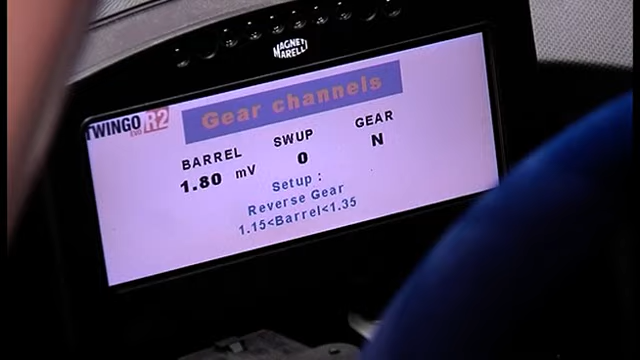 MAGNETI
MARELLI
TWINGO R2
EVO
Gear channels
BARREL SWUP GEAR
1.80 mV 0 N
Setup :
Reverse Gear
1.15<Barrel<1.35